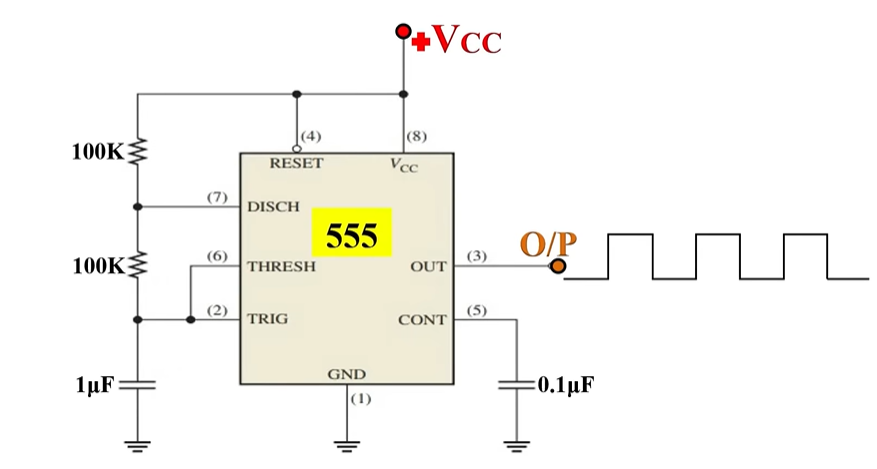 +VCC
(4)
(8)
100K
RESET
VCC
(7)
DISCH
555
O/P
100K
(6)
THRESH
OUT
(3)
(2)
TRIG
CONT
(5)
1µF
GND
0.1µF
(1)